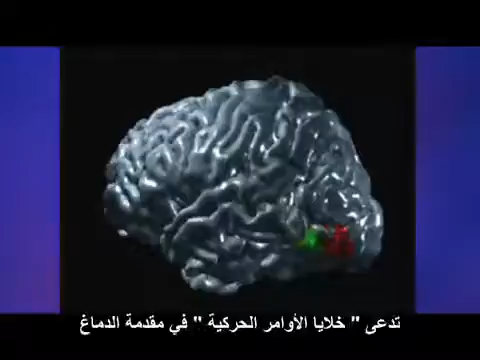 تدعى " خلايا الأوامر الحركية " في مقدمة الدماغ